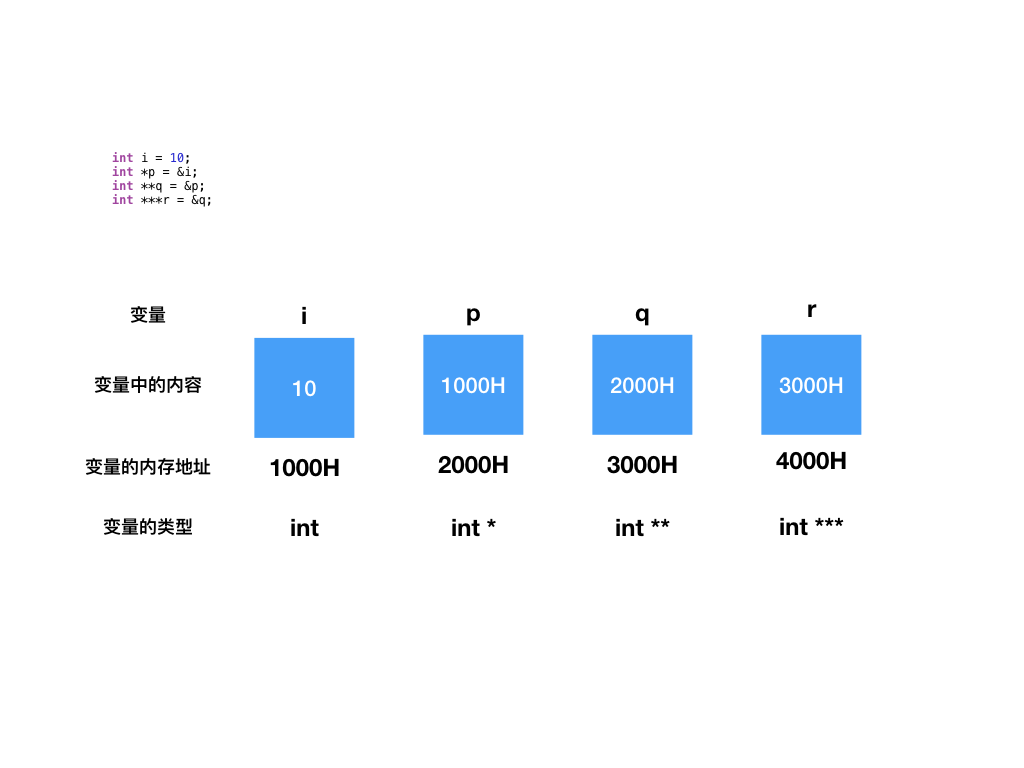 int i = 10;
int *p = &i;
int **q = &p;
int ***r = &q;
变量 i p q r
变量中的内容 10 1000H 2000H 3000H
变量的内存地址 1000H 2000H 3000H 4000H
变量的类型 int int * int ** int ***